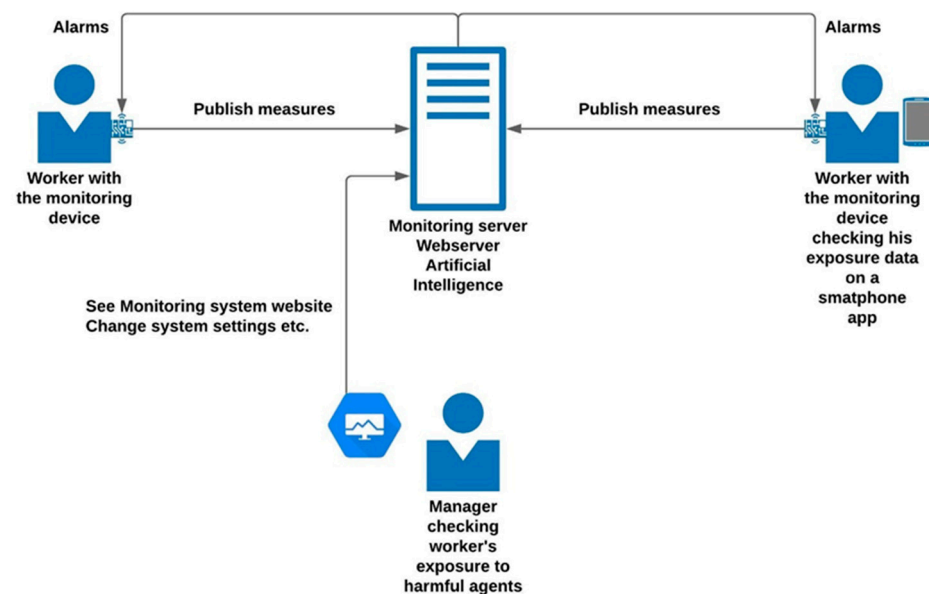 Alarms
Alarms
Publish measures
Publish measures
Worker with
the monitoring
device
Monitoring server
Webserver
Artificial
Intelligence
Worker with
the monitoring
device
checking his
exposure data
on a
smatphone
app
See Monitoring system website
Change system settings etc.
Manager
checking
worker's
exposure to
harmful agents